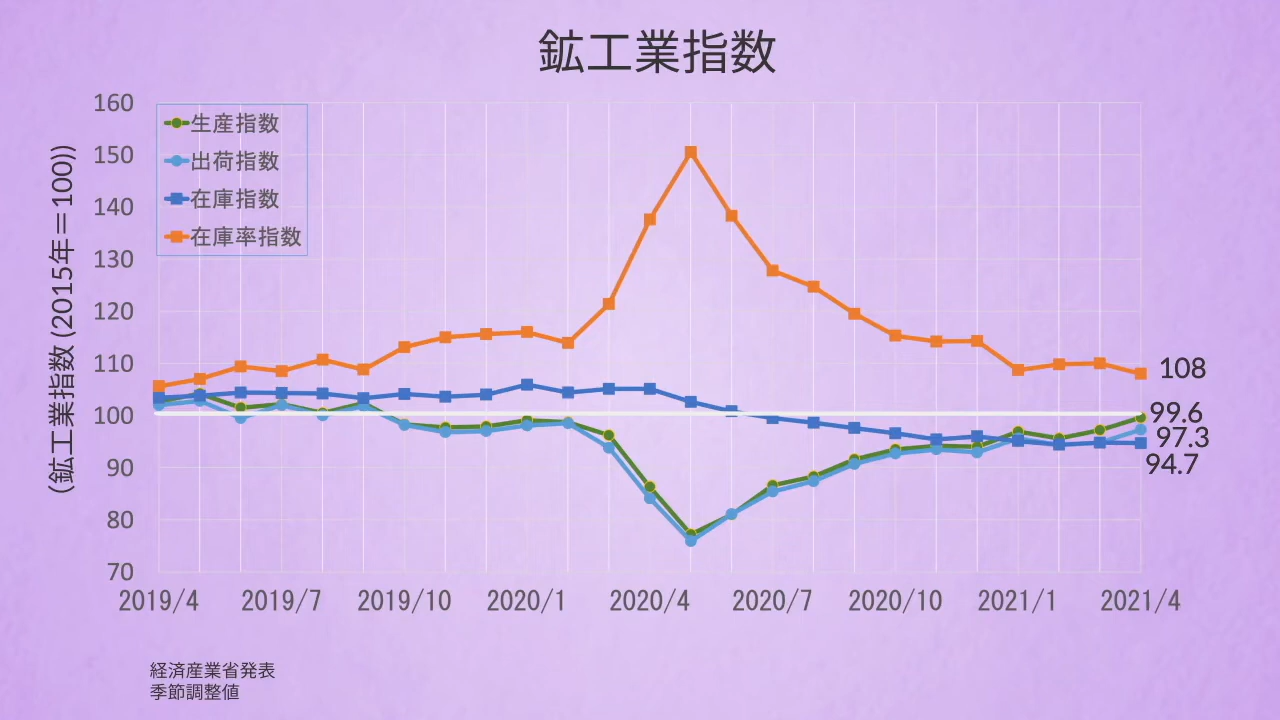 鉱工業指数
(鉱工業指数 (2015年＝100))
160
150
140
130
120
110
100
90
80
70
生産指数
出荷指数
在庫指数
在庫率指数
108
99.6
97.3
94.7
2019/4 2019/7 2019/10 2020/1 2020/4 2020/7 2020/10 2021/1 2021/4
経済産業省発表
季節調整値